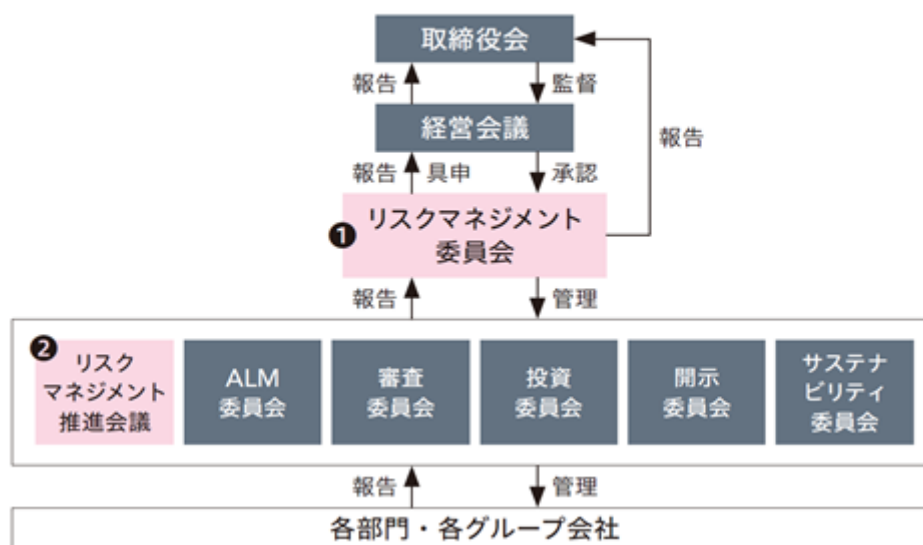 取締役会
報告 監督
経営会議
報告
報告 具申 承認
❶ リスクマネジメント
委員会
報告 管理
❷
リスク
マネジメント
推進会議
ALM
委員会
審査
委員会
投資
委員会
開示
委員会
サステナ
ビリティ
委員会
報告 管理
各部門・各グループ会社